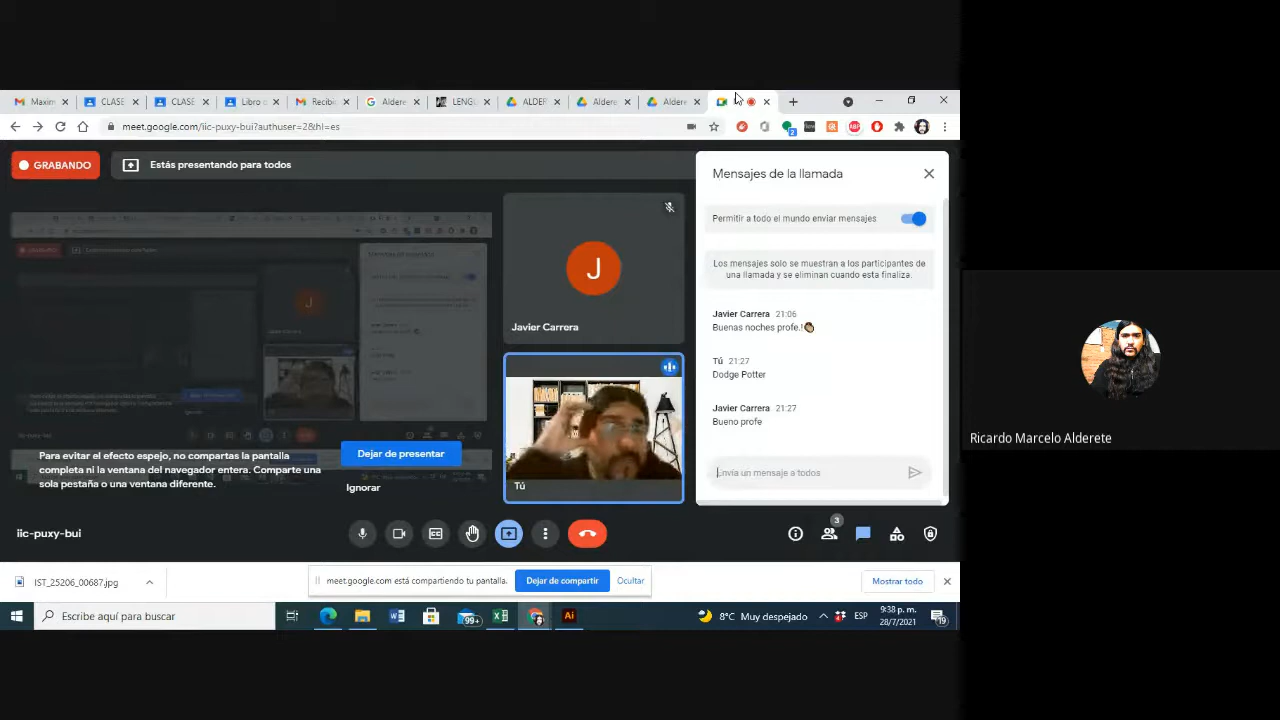 Maxim
CLASE
CLASE
Libro d
Recibi
Aldere
LENGU
ALDER
Aldere
Aldere
meet.google.com/iic-puxy-bui?authuser=2&hl=es
GRABANDO
Estás presentando para todos
Mensajes de la llamada
Permitir a todo el mundo enviar mensajes
Los mensajes solo se muestran a los participantes de
una llamada y se eliminan cuando esta finaliza.
J
Javier Carrera
Javier Carrera 21:06
Buenas noches profe.!
Tú 21:27
Dodge Potter
Javier Carrera 21:27
Bueno profe
Envía un mensaje a todos
Para evitar el efecto espejo, no compartas la pantalla
completa ni la ventana del navegador entera. Comparte una
sola pestaña o una ventana diferente.
Dejar de presentar
Ignorar
Tú
Ricardo Marcelo Alderete
iic-puxy-bui
3
IST_25206_00687.jpg
meet.google.com está compartiendo tu pantalla.
Dejar de compartir
Ocultar
Mostrar todo
Escribe aquí para buscar
99+
8°C Muy despejado
ESP
9:38 p. m.
28/7/2021
19